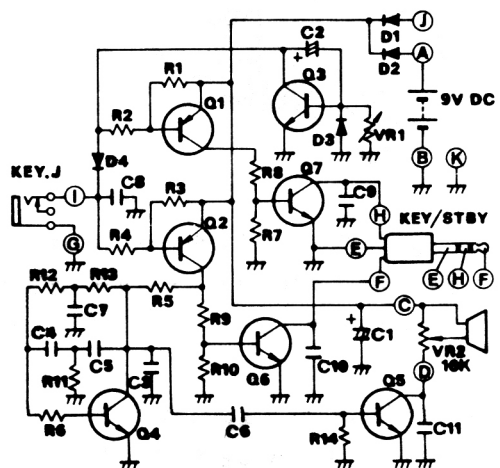 D1 J
D2 A
C2
+
R1
Q1
R2
Q3
D3
VR1
9V DC
B K
D4
KEY.J
I
C8
G
R3
Q2
R4
R8
R7
Q7
C9
H
KEY/STBY
E
F
E H F
R12 R13
R5
C7
C4
C5
R11
C3
R6
Q4
R9
R10
Q6
C10
+
C1
C
VR2
10K
D
Q5
C6
R14
C11